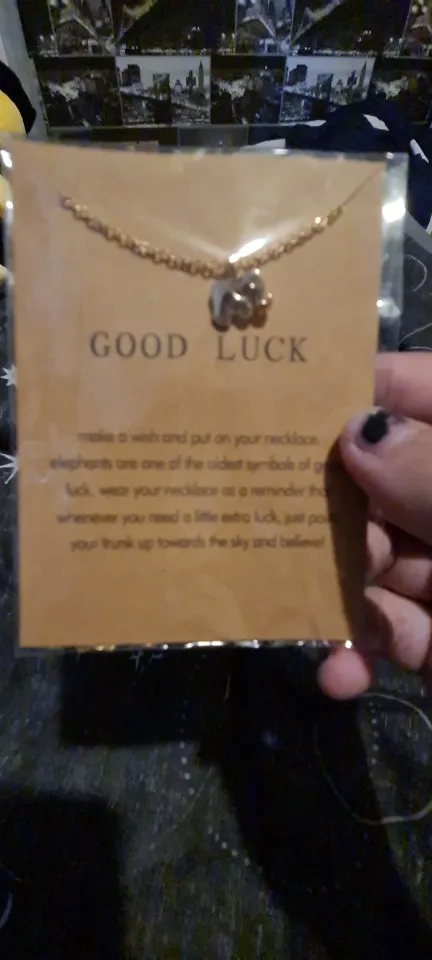 GOOD LUCK
make a wish and put on your necklace.
elephants are one of the oldest symbols of
luck. wear your necklace as a reminder
whenever you need a little extra luck, just
your trunk up towards the sky and believe!